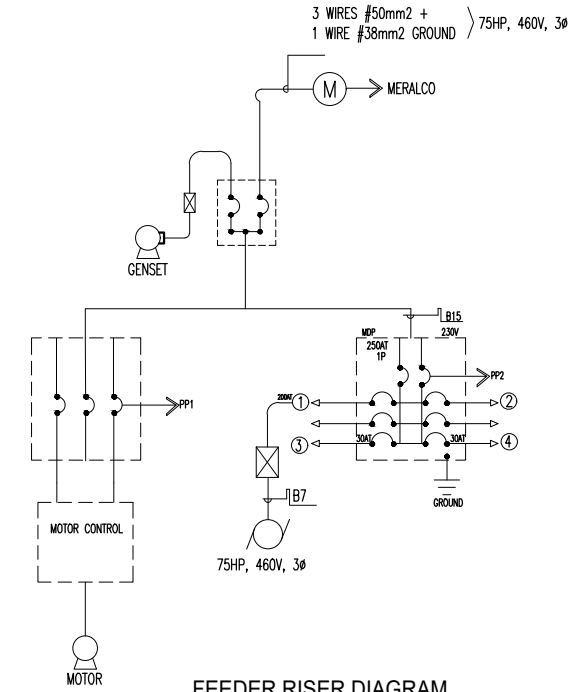 3 WIRES #50mm2 +
1 WIRE #38mm2 GROUND
75HP, 460V, 3ø
M
MERALCO
GENSET
B15
MDP
230V
250AT
1P
PP2
PP1
200AT
1
2
3
30AT
30AT
4
GROUND
B7
MOTOR CONTROL
75HP, 460V, 3ø
MOTOR
FEEDER RISER DIAGRAM